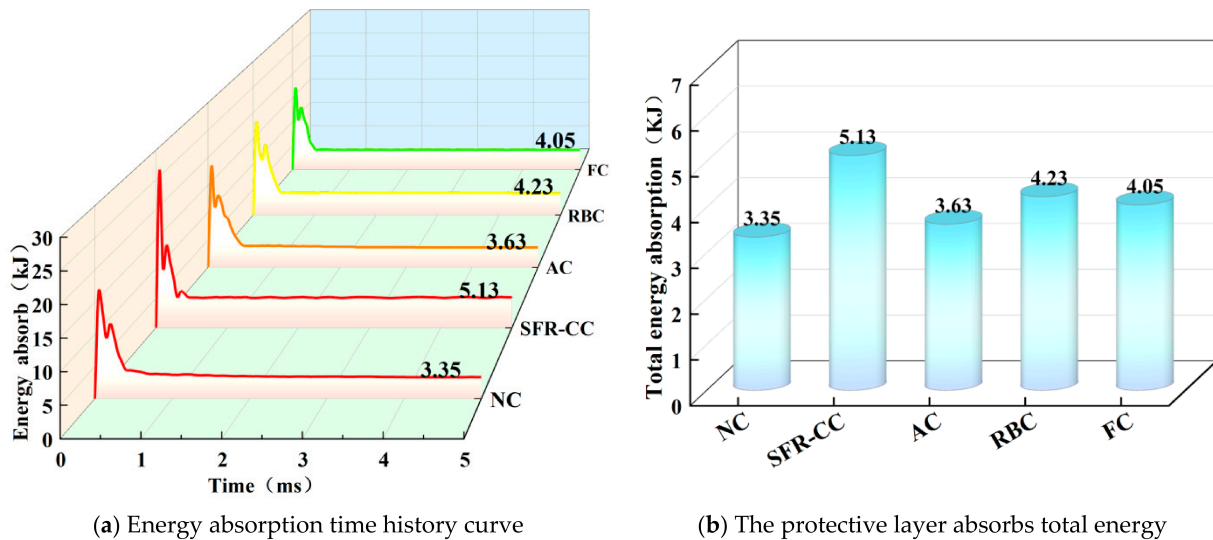 4.05
FC
4.23
RBC
3.63
AC
5.13
SFR-CC
3.35
NC
30
25
20
15
10
5
0
Energy absorb（kJ）
0 1 2 3 4 5
Time（ms）
(a) Energy absorption time history curve
7
6
5
4
3
2
1
0
Total energy absorption（KJ）
3.35
5.13
3.63
4.23
4.05
NC
SFR-CC
AC
RBC
FC
(b) The protective layer absorbs total energy